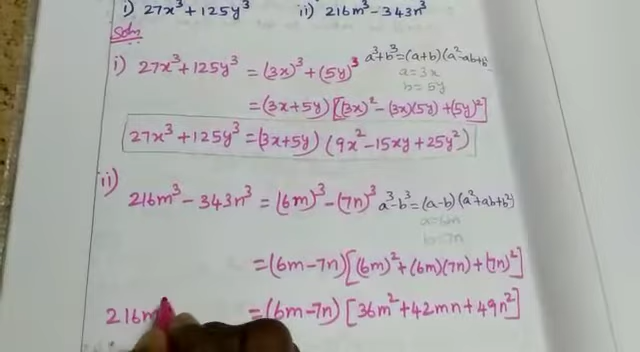 i) 27x³ + 125y³ ii) 216m³ - 343n³
Soln
i) 27x³ + 125y³ = (3x)³ + (5y)³ a³+b³ = (a+b)(a²-ab+b
a = 3x
b = 5y
= (3x+5y) [(3x)² - (3x)(5y) + (5y)²]
27x³ + 125y³ = (3x+5y) (9x² - 15xy + 25y²)
ii)
216m³ - 343n³ = (6m)³ - (7n)³ a³-b³ = (a-b)(a²+ab+b²)
a = 6m
b = 7n
= (6m - 7n) [(6m)² + (6m)(7n) + (7n)²]
216m = (6m - 7n) [36m² + 42mn + 49n²]